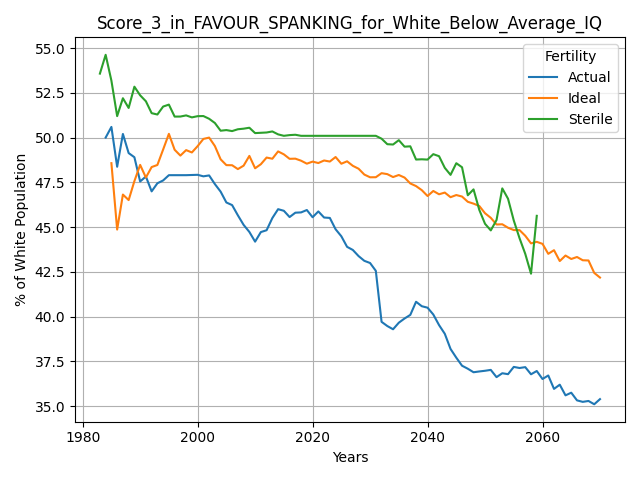 Score_3_in_FAVOUR_SPANKING_for_White_Below_Average_IQ
55.0
52.5
50.0
47.5
45.0
42.5
40.0
37.5
35.0
% of White Population
Fertility
Actual
Ideal
Sterile
1980
2000
2020
2040
2060
Years